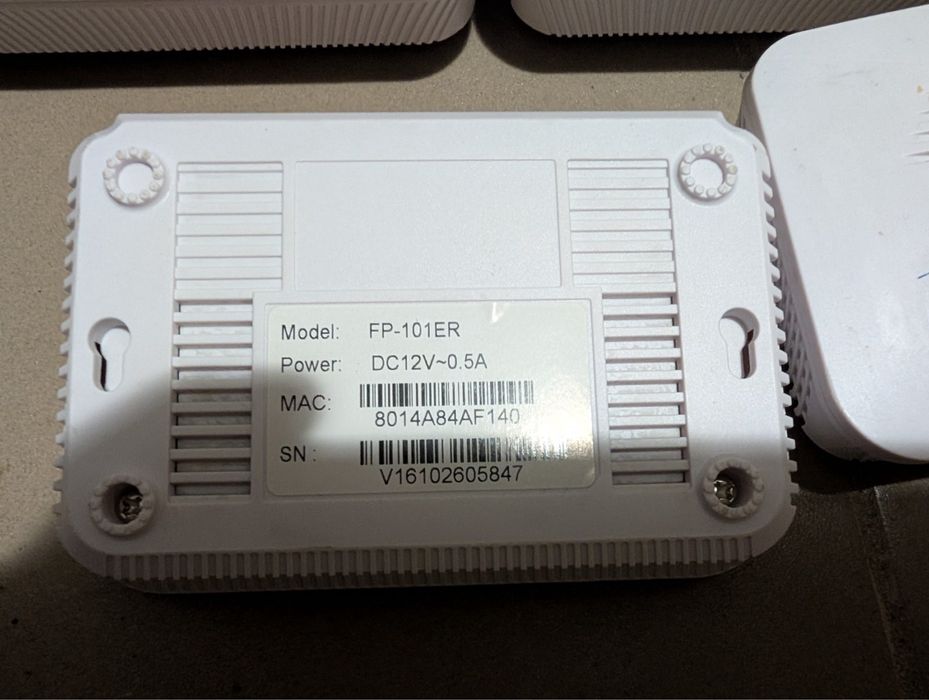 Model: FP-101ER
Power: DC12V~0.5A
MAC:
8014A84AF140
SN :
V16102605847